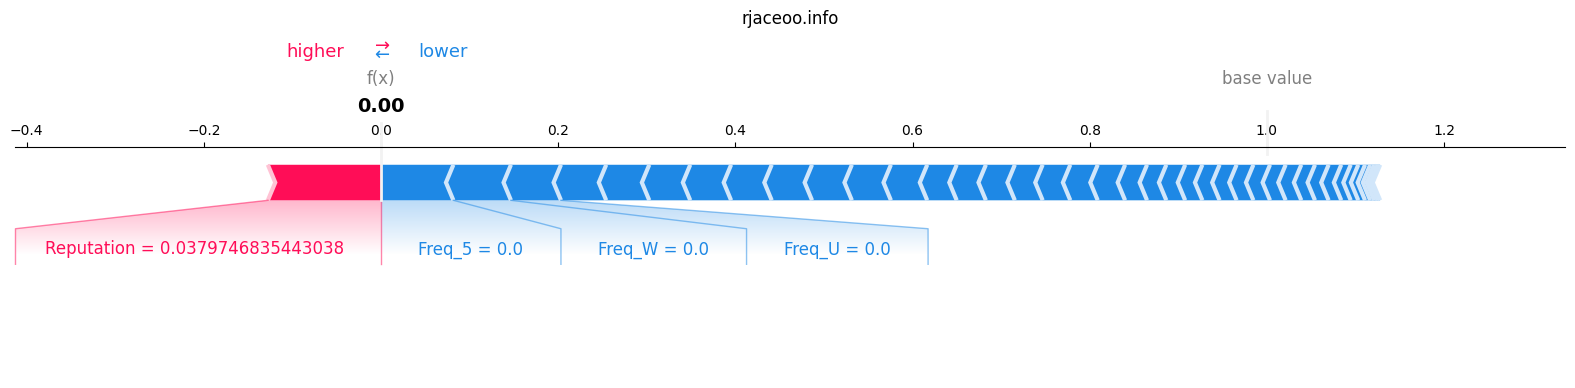 rjaceoo.info
higher ⇄ lower
f(x) base value
0.00
−0.4 −0.2 0.0 0.2 0.4 0.6 0.8 1.0 1.2
Reputation = 0.0379746835443038 Freq_5 = 0.0 Freq_W = 0.0 Freq_U = 0.0